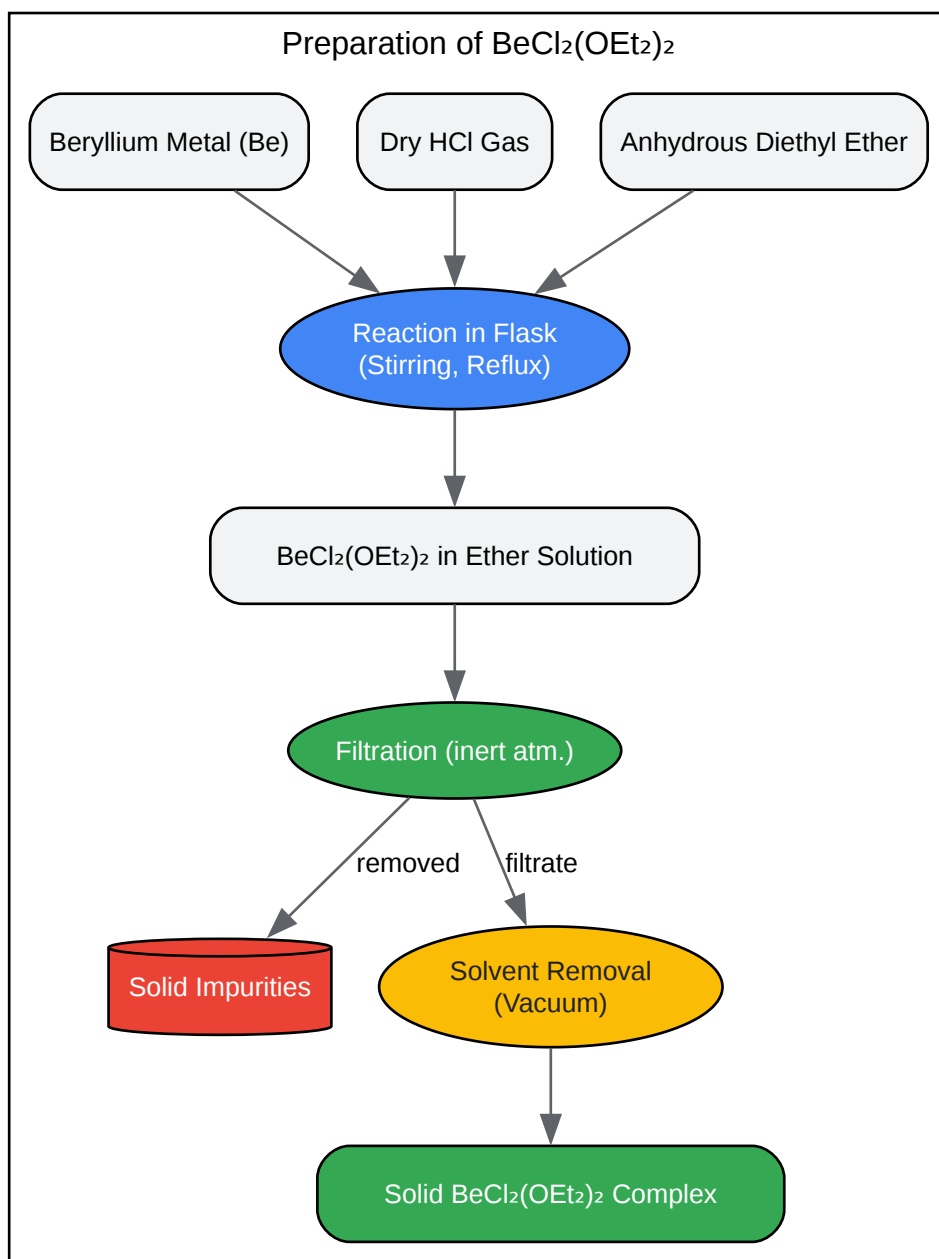 Preparation of BeCl₂(OEt₂)₂
Beryllium Metal (Be)
Dry HCl Gas
Anhydrous Diethyl Ether
Reaction in Flask
(Stirring, Reflux)
BeCl₂(OEt₂)₂ in Ether Solution
Filtration (inert atm.)
removed
filtrate
Solid Impurities
Solvent Removal
(Vacuum)
Solid BeCl₂(OEt₂)₂ Complex